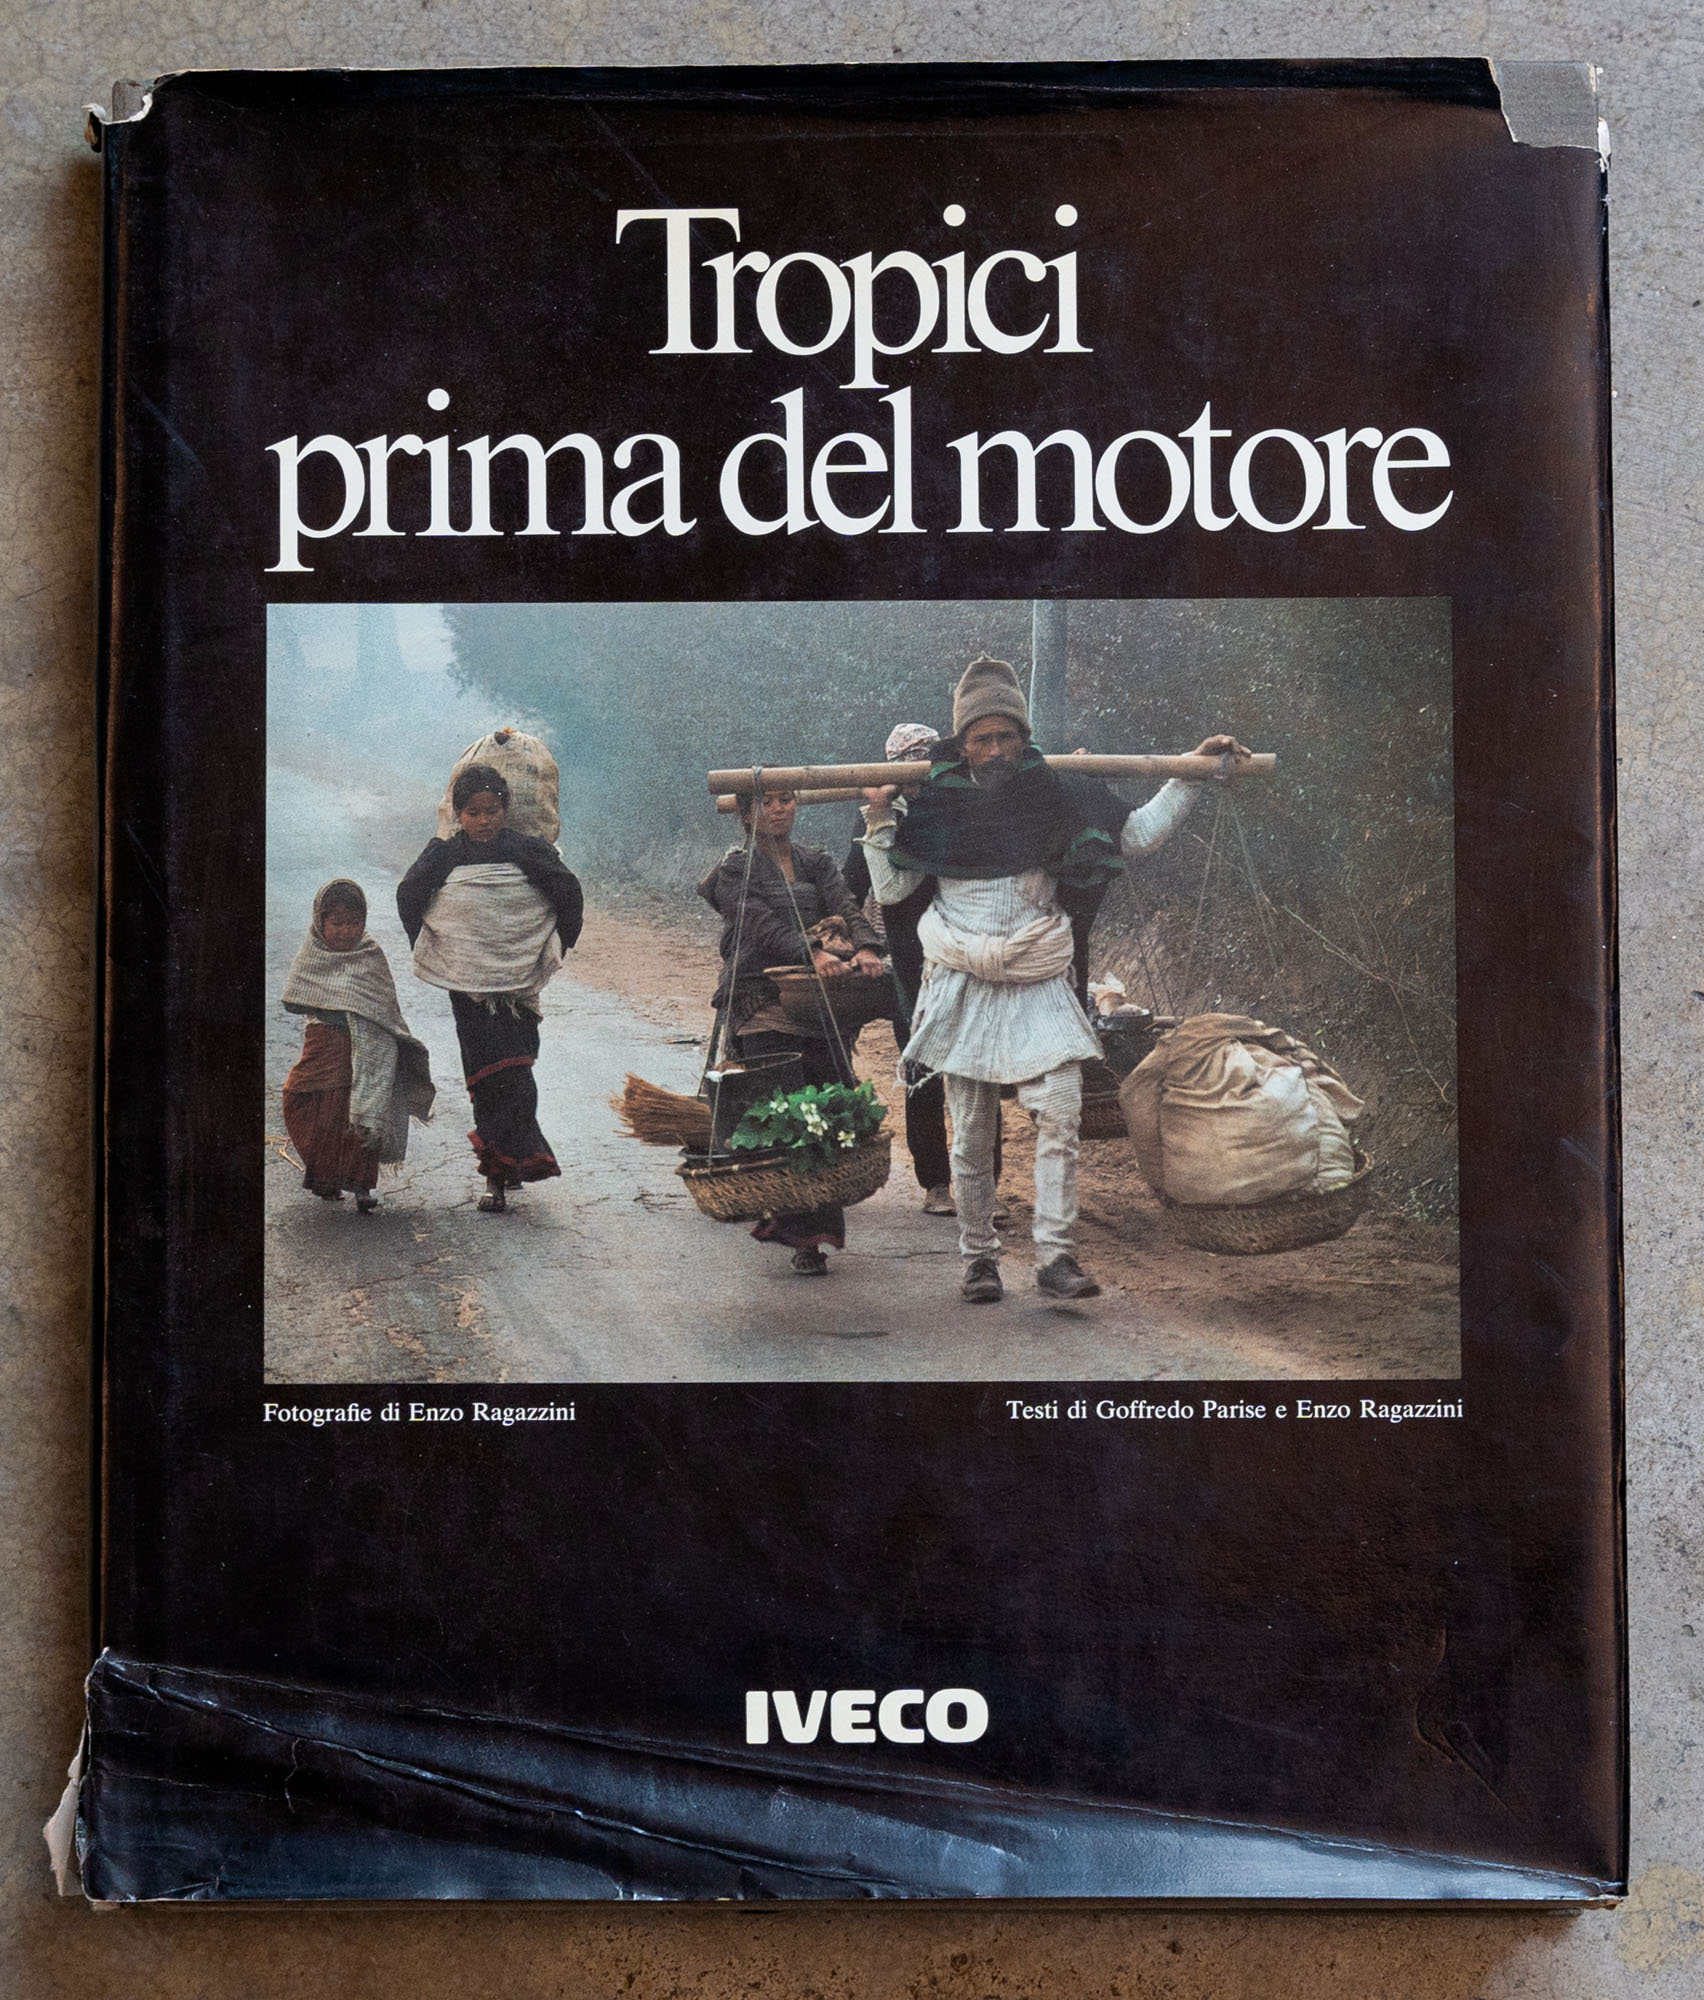 Tropici
prima del motore
Fotografie di Enzo Ragazzini
Testi di Goffredo Parise e Enzo Ragazzini
IVECO